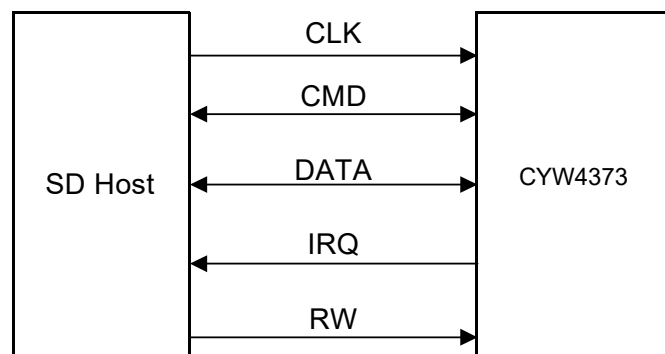 CLK
CMD
SD Host
DATA
CYW4373
IRQ
RW